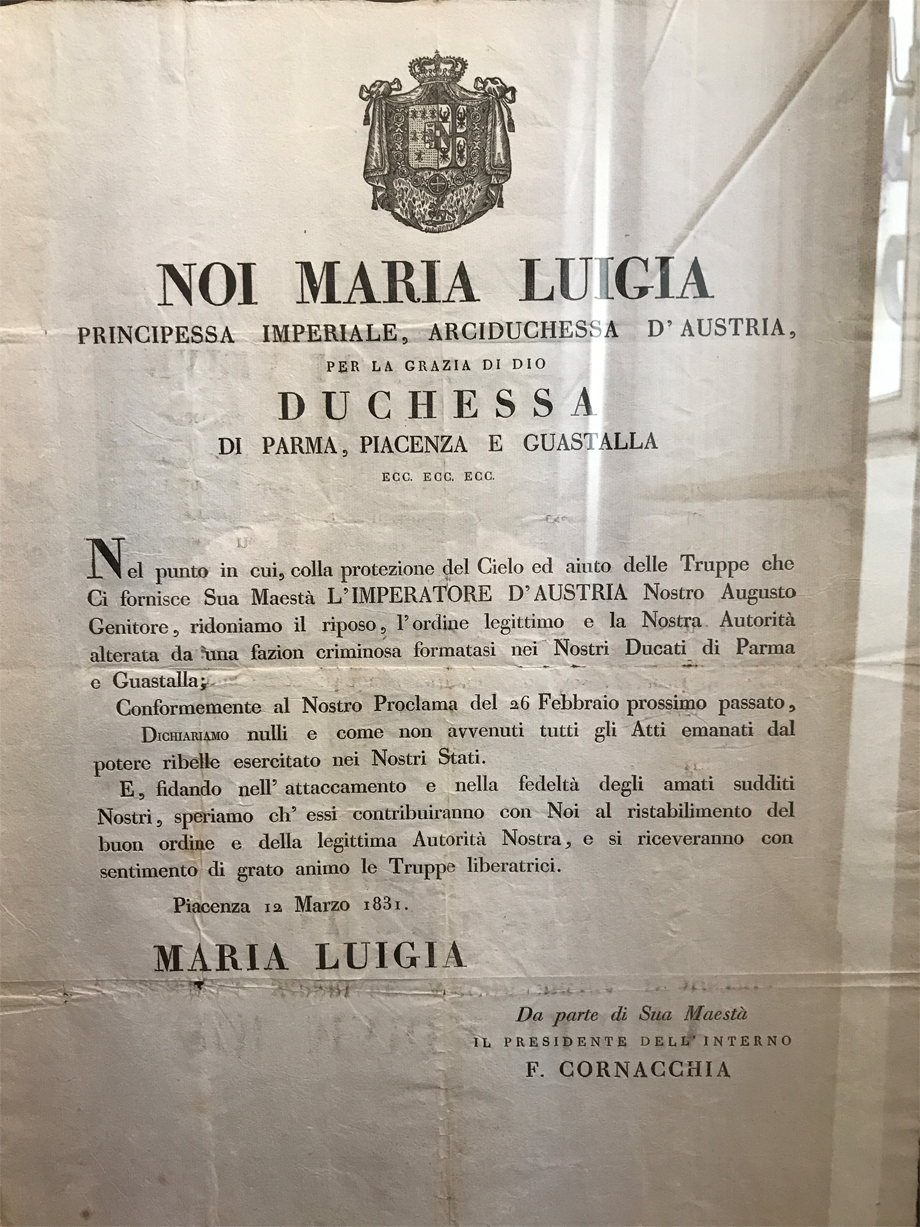 NOI MARIA LUIGIA
PRINCIPESSA IMPERIALE, ARCIDUCHESSA D'AUSTRIA,
PER LA GRAZIA DI DIO
DUCHESSA
DI PARMA, PIACENZA E GUASTALLA
ECC. ECC. ECC.
Nel punto in cui, colla protezione del Cielo ed aiuto delle Truppe che
Ci fornisce Sua Maestà L'IMPERATORE D'AUSTRIA Nostro Augusto
Genitore, ridoniamo il riposo, l'ordine legittimo e la Nostra Autorità
alterata da una fazion criminosa formatasi nei Nostri Ducati di Parma
e Guastalla;
Conformemente al Nostro Proclama del 26 Febbraio prossimo passato,
DICHIARIAMO nulli e come non avvenuti tutti gli Atti emanati dal
potere ribelle esercitato nei Nostri Stati.
E, fidando nell'attaccamento e nella fedeltà degli amati sudditi
Nostri, speriamo ch' essi contribuiranno con Noi al ristabilimento del
buon ordine e della legittima Autorità Nostra, e si riceveranno con
sentimento di grato animo le Truppe liberatrici.
Piacenza 12 Marzo 1831.
MARIA LUIGIA
Da parte di Sua Maestà
IL PRESIDENTE DELL'INTERNO
F. CORNACCHIA